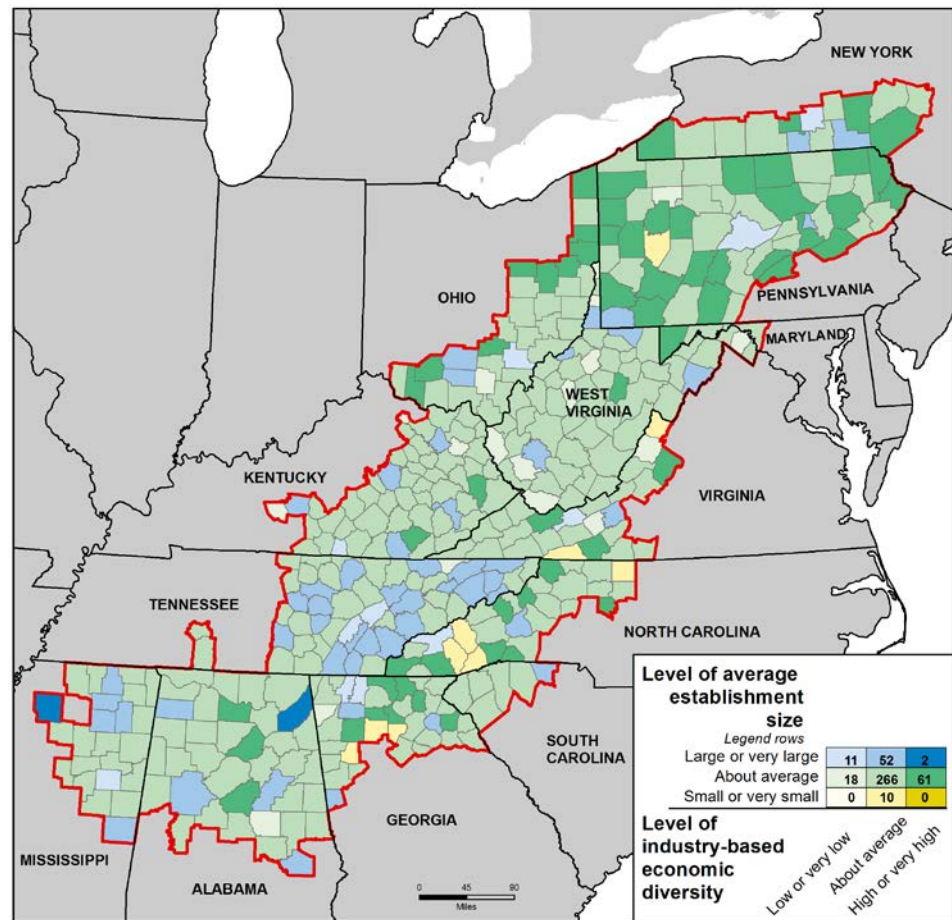 NEW YORK
PENNSYLVANIA
OHIO
MARYLAND
WEST
VIRGINIA
KENTUCKY
VIRGINIA
TENNESSEE
NORTH CAROLINA
SOUTH
CAROLINA
GEORGIA
MISSISSIPPI
ALABAMA
0 45 90
Miles
Level of average
establishment
size
Legend rows
Large or very large 11 52 2
About average 18 266 61
Small or very small 0 10 0
Level of
industry-based
economic
diversity
Low or very low
About average
High or very high